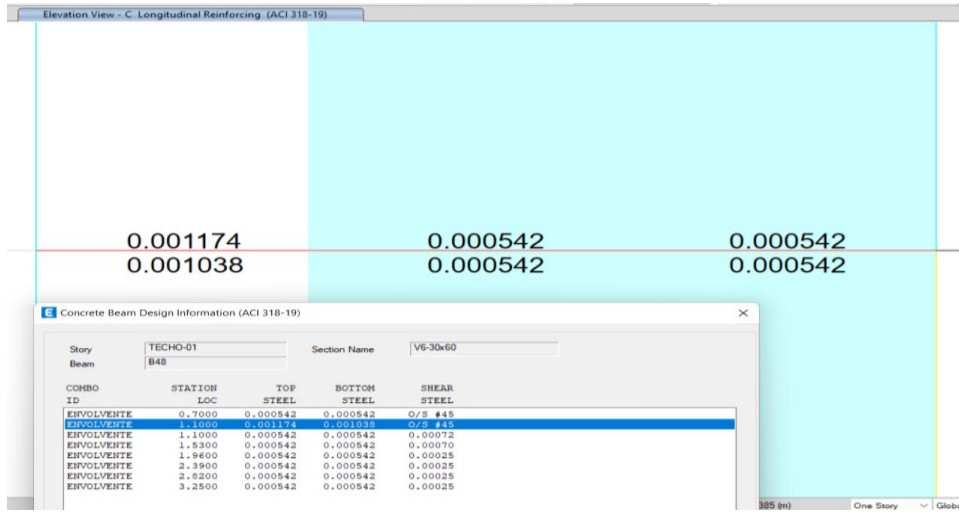 Elevation View - C Longitudinal Reinforcing (ACI 318-19)
0.001174 0.000542 0.000542
0.001038 0.000542 0.000542
E Concrete Beam Design Information (ACI 318-19)
Story TECHO-01 Section Name V6-30x60
Beam B48
COMBO STATION TOP BOTTOM SHEAR
ID LOC STEEL STEEL STEEL
ENVOLVENTE 0.7000 0.000542 0.000542 O/S #45
ENVOLVENTE 1.1000 0.001174 0.001038 O/S #45
ENVOLVENTE 1.1000 0.000542 0.000542 0.00072
ENVOLVENTE 1.5300 0.000542 0.000542 0.00070
ENVOLVENTE 1.9600 0.000542 0.000542 0.00025
ENVOLVENTE 2.3900 0.000542 0.000542 0.00025
ENVOLVENTE 2.8200 0.000542 0.000542 0.00025
ENVOLVENTE 3.2500 0.000542 0.000542 0.00025
385 (m) One Story Globa